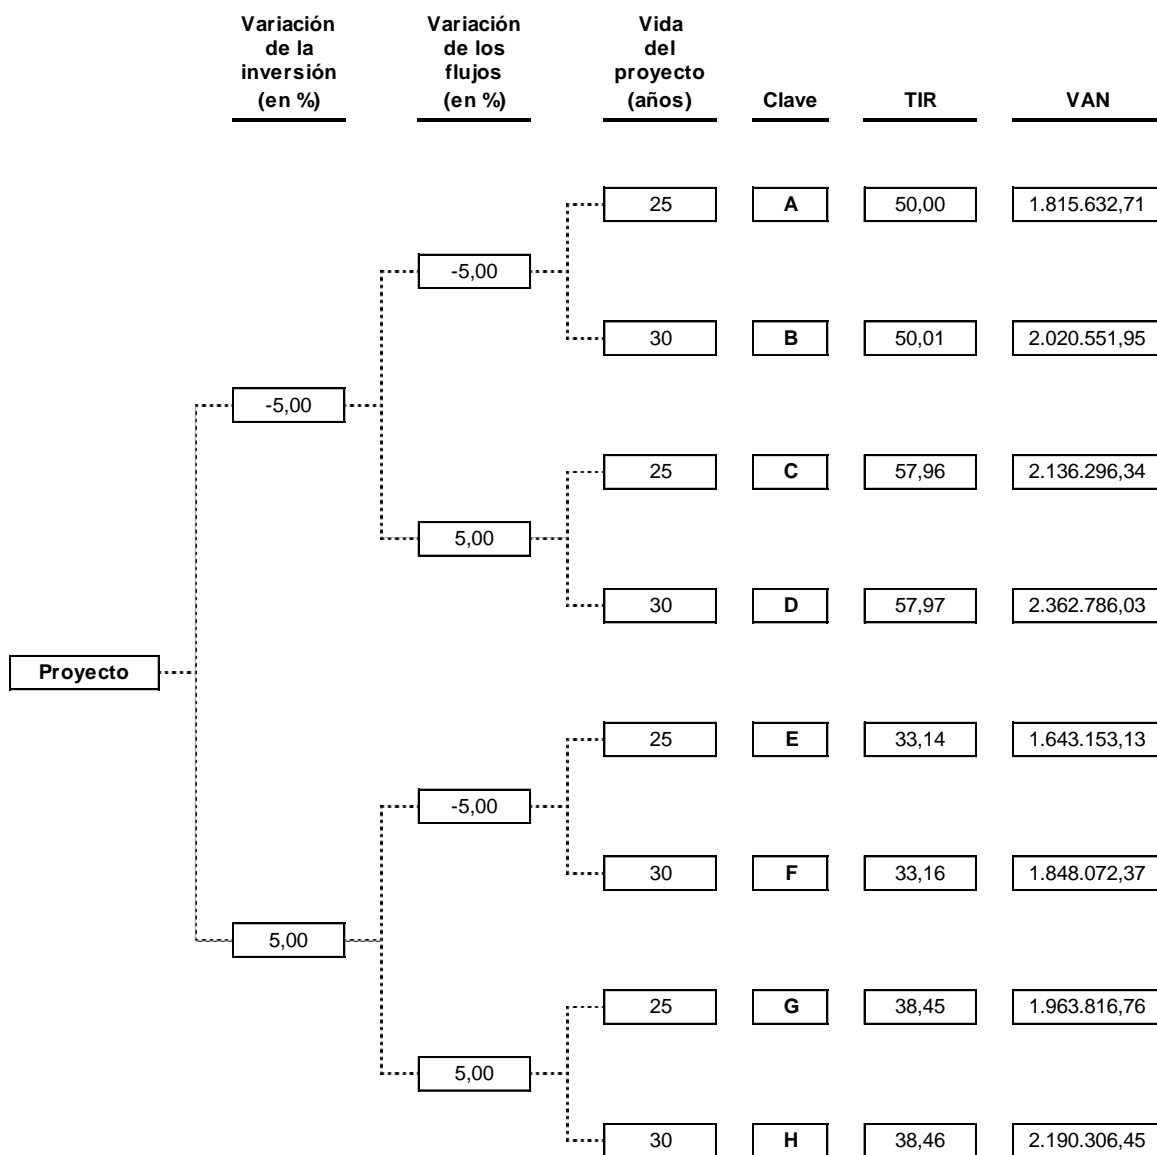 Variación de la inversión (en %)
Variación de los flujos (en %)
Vida del proyecto (años)
Clave
TIR
VAN
25 A 50,00 1.815.632,71
-5,00
30 B 50,01 2.020.551,95
-5,00
25 C 57,96 2.136.296,34
5,00
30 D 57,97 2.362.786,03
Proyecto
25 E 33,14 1.643.153,13
-5,00
30 F 33,16 1.848.072,37
5,00
25 G 38,45 1.963.816,76
5,00
30 H 38,46 2.190.306,45